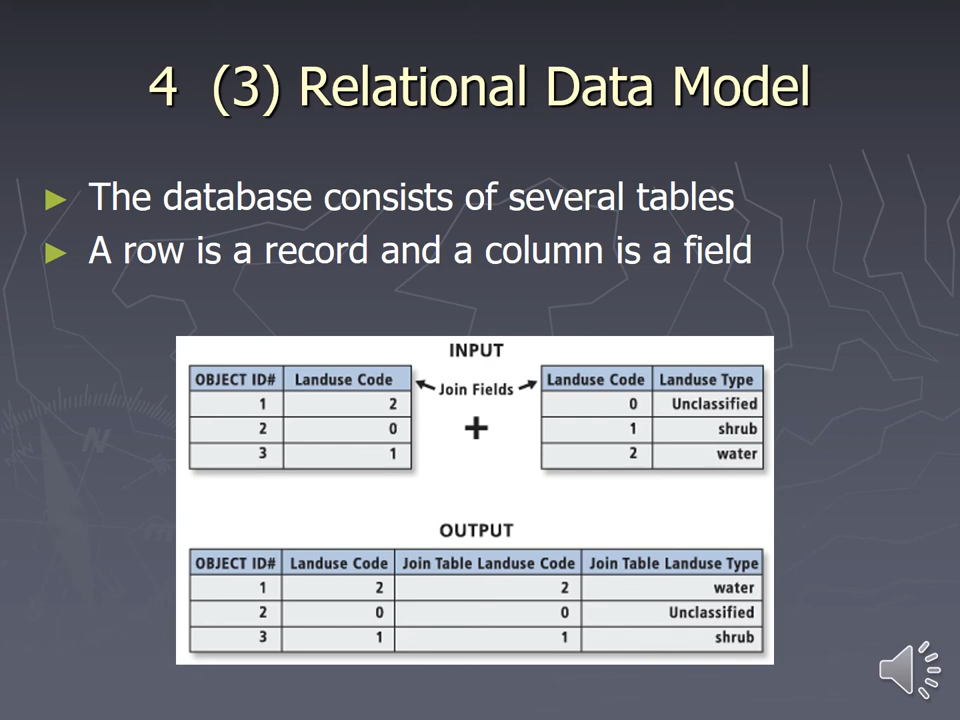 4 (3) Relational Data Model
► The database consists of several tables
► A row is a record and a column is a field
INPUT
OBJECT ID# Landuse Code
1 2
2 0
3 1
Join Fields
+
Landuse Code Landuse Type
0 Unclassified
1 shrub
2 water
OUTPUT
OBJECT ID# Landuse Code Join Table Landuse Code Join Table Landuse Type
1 2 2 water
2 0 0 Unclassified
3 1 1 shrub
N